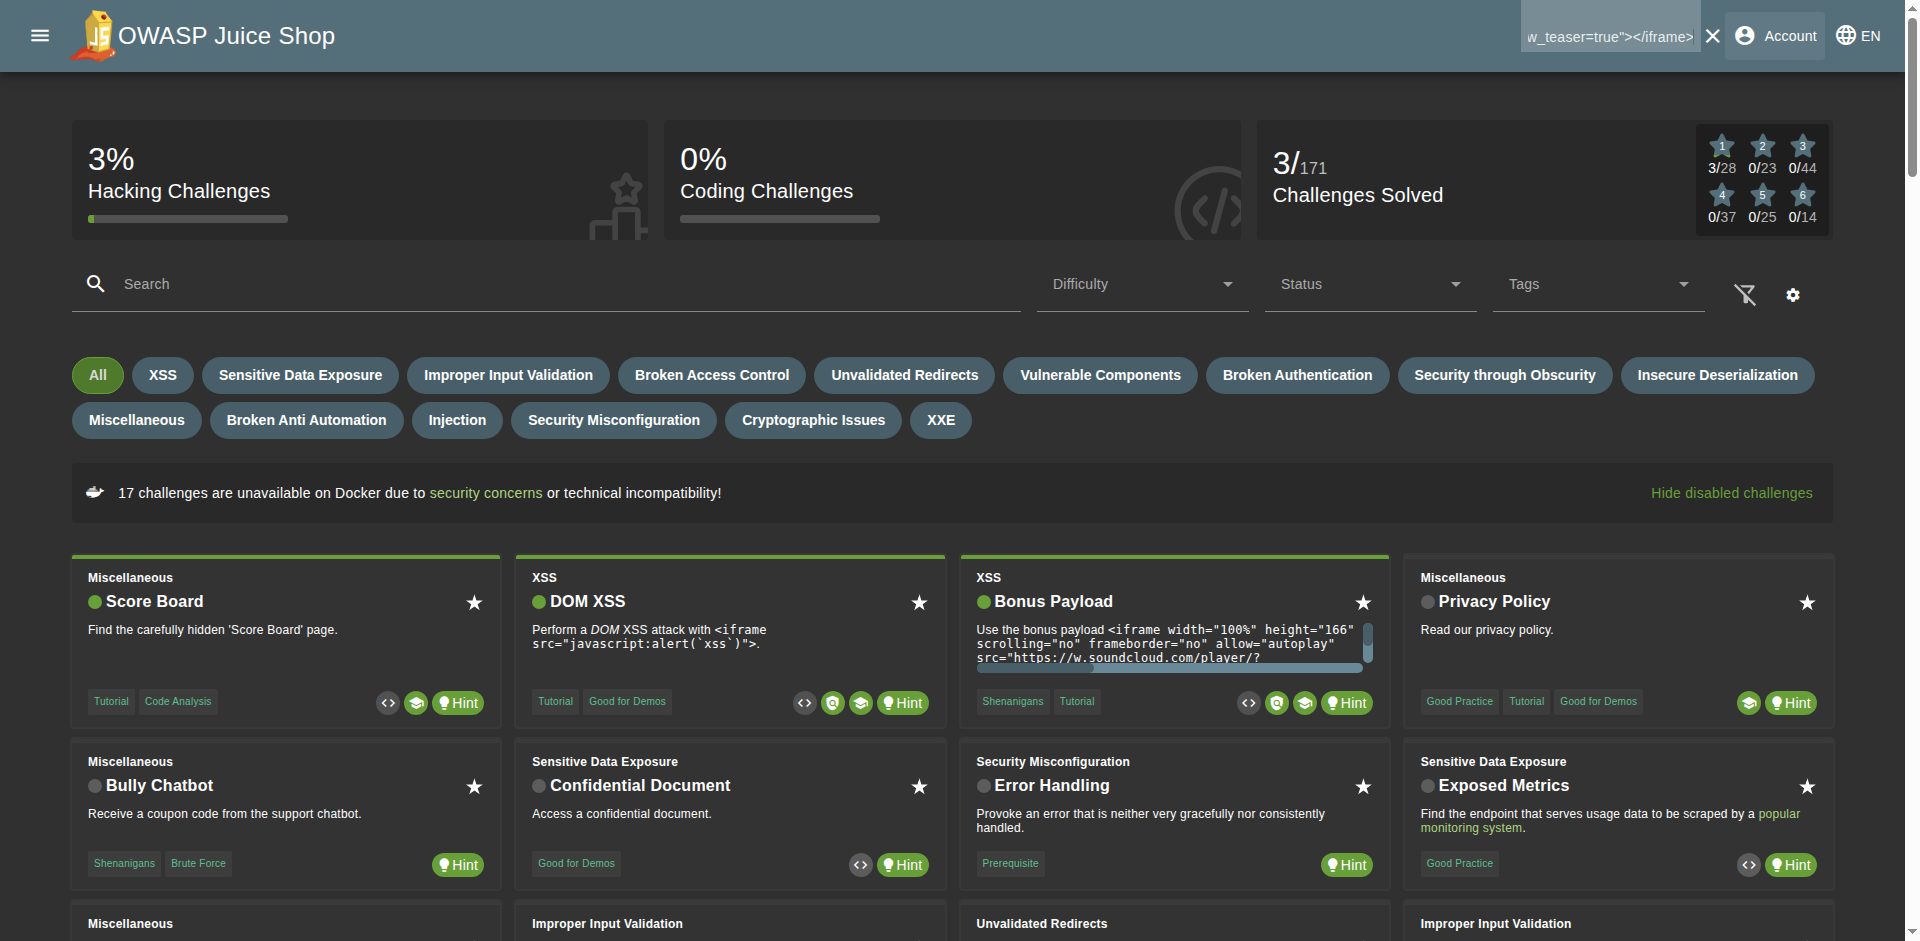 OWASP Juice Shop
w_teaser=true"></iframe>
Account
EN
3%
Hacking Challenges
0%
Coding Challenges
3/171
Challenges Solved
1 2 3
3/28 0/23 0/44
4 5 6
0/37 0/25 0/14
Search
Difficulty
Status
Tags
All
XSS
Sensitive Data Exposure
Improper Input Validation
Broken Access Control
Unvalidated Redirects
Vulnerable Components
Broken Authentication
Security through Obscurity
Insecure Deserialization
Miscellaneous
Broken Anti Automation
Injection
Security Misconfiguration
Cryptographic Issues
XXE
17 challenges are unavailable on Docker due to security concerns or technical incompatibility!
Hide disabled challenges
Miscellaneous
Score Board
Find the carefully hidden 'Score Board' page.
Tutorial
Code Analysis
Hint
XSS
DOM XSS
Perform a DOM XSS attack with <iframe
src="javascript:alert(`xss`)">.
Tutorial
Good for Demos
Hint
XSS
Bonus Payload
Use the bonus payload <iframe width="100%" height="166"
scrolling="no" frameborder="no" allow="autoplay"
src="https://w.soundcloud.com/player/?
Shenanigans
Tutorial
Hint
Miscellaneous
Privacy Policy
Read our privacy policy.
Good Practice
Tutorial
Good for Demos
Hint
Miscellaneous
Bully Chatbot
Receive a coupon code from the support chatbot.
Shenanigans
Brute Force
Hint
Sensitive Data Exposure
Confidential Document
Access a confidential document.
Good for Demos
Hint
Security Misconfiguration
Error Handling
Provoke an error that is neither very gracefully nor consistently
handled.
Prerequisite
Hint
Sensitive Data Exposure
Exposed Metrics
Find the endpoint that serves usage data to be scraped by a popular
monitoring system.
Good Practice
Hint
Miscellaneous
Improper Input Validation
Unvalidated Redirects
Improper Input Validation